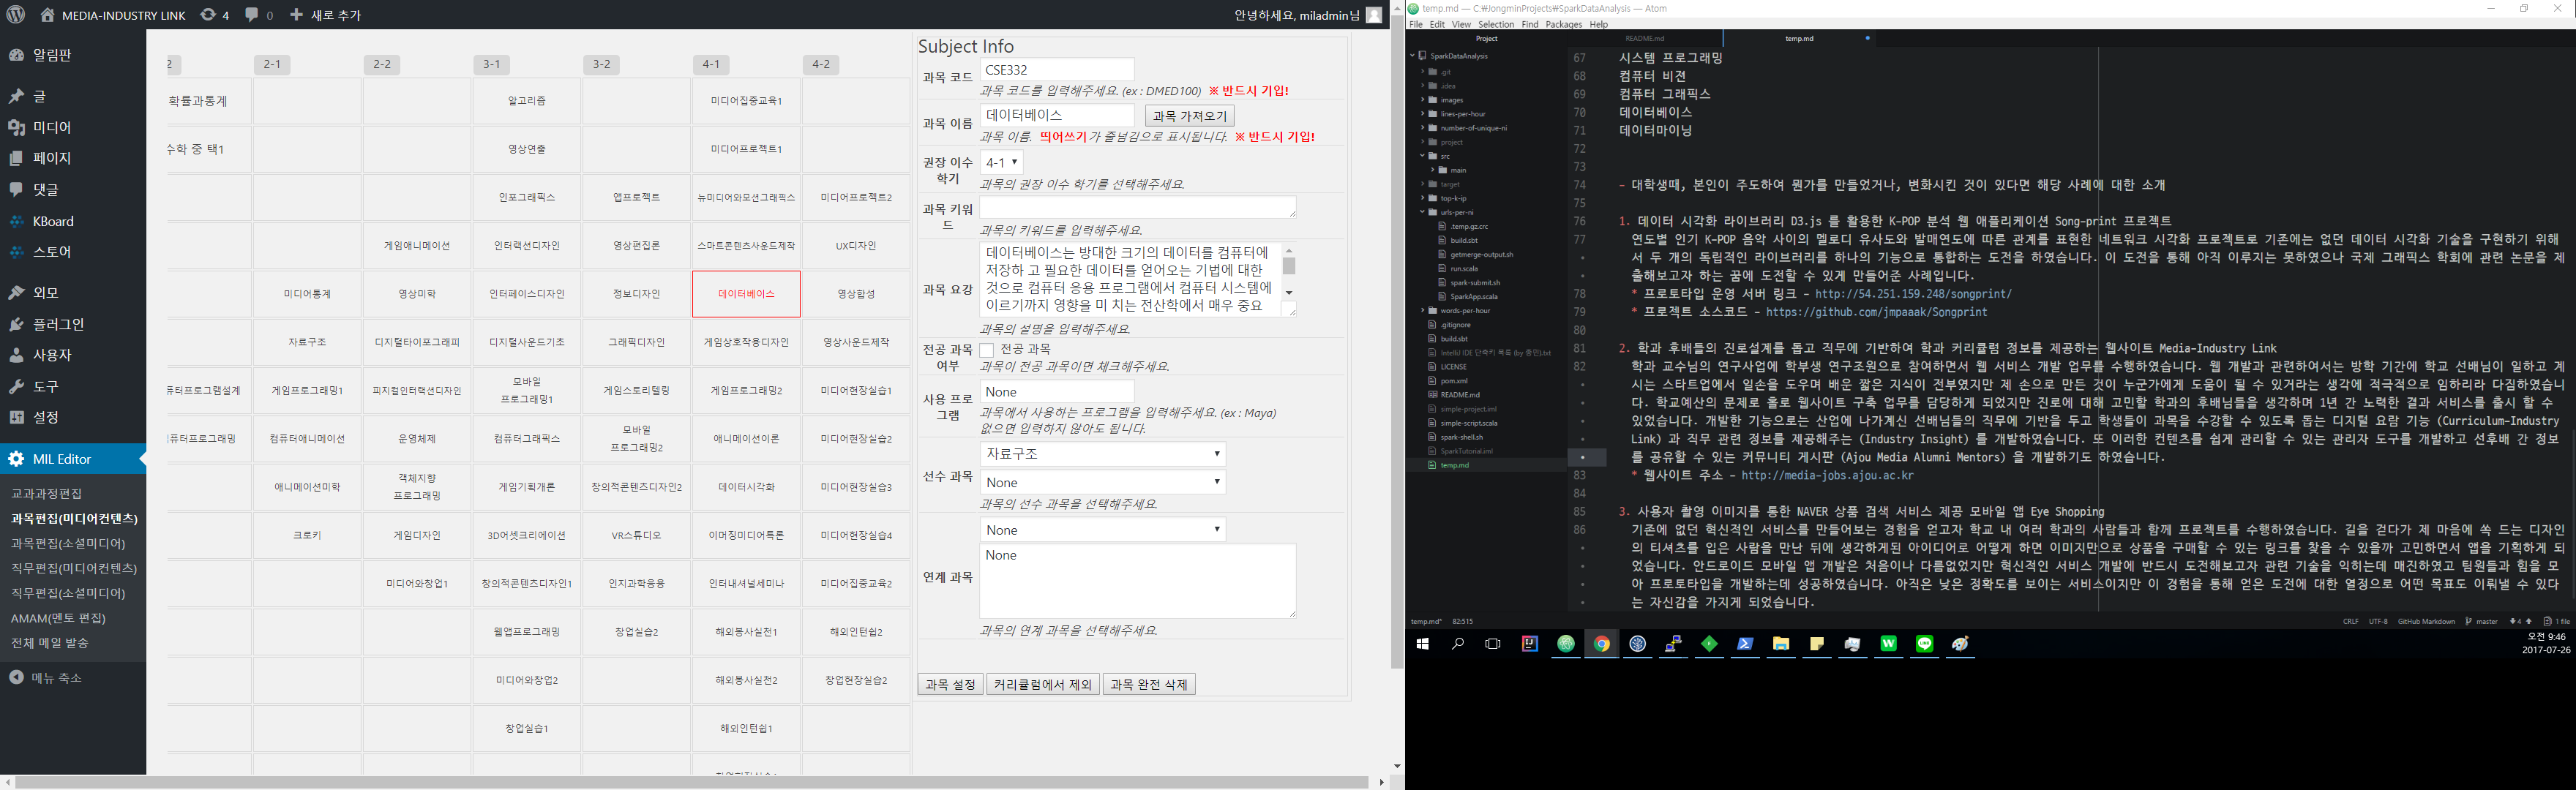 MEDIA-INDUSTRY LINK 4 0 새로 추가 안녕하세요, miladmin님
알림판
글
미디어
페이지
댓글
KBoard
스토어
외모
플러그인
사용자
도구
설정
MIL Editor
교과과정편집
과목편집(미디어컨텐츠)
과목편집(소셜미디어)
직무편집(미디어컨텐츠)
직무편집(소셜미디어)
AMAM(멘토 편집)
전체 메일 발송
메뉴 축소
2 2-1 2-2 3-1 3-2 4-1 4-2
확률과통계 알고리즘 미디어집중교육1
수학 중 택1 영상연출 미디어프로젝트1
인포그래픽스 앱프로젝트 뉴미디어와모션그래픽스 미디어프로젝트2
게임애니메이션 인터랙션디자인 영상편집론 스마트콘텐츠사운드제작 UX디자인
미디어통계 영상미학 인터페이스디자인 정보디자인 데이터베이스 영상합성
자료구조 디지털타이포그래피 디지털사운드기초 그래픽디자인 게임상호작용디자인 영상사운드제작
퓨터프로그램설계 게임프로그래밍1 피지컬인터랙션디자인 모바일 게임스토리텔링 게임프로그래밍2 미디어현장실습1
프로그래밍1
컴퓨터프로그래밍 컴퓨터애니메이션 운영체제 컴퓨터그래픽스 모바일 애니메이션이론 미디어현장실습2
프로그래밍2
애니메이션미학 객체지향 게임기획개론 창의적콘텐츠디자인2 데이터시각화 미디어현장실습3
프로그래밍
크로키 게임디자인 3D어셋크리에이션 VR스튜디오 이머징미디어특론 미디어현장실습4
미디어와창업1 창의적콘텐츠디자인1 인지과학응용 인터내셔널세미나 미디어집중교육2
웹앱프로그래밍 창업실습2 해외봉사실전1 해외인턴쉽2
미디어와창업2 해외봉사실전2 창업현장실습2
창업실습1 해외인턴쉽1
Subject Info
과목 코드 CSE332
과목 코드를 입력해주세요. (ex : DMED100) ※ 반드시 기입!
과목 이름 데이터베이스 과목 가져오기
과목 이름. 띄어쓰기가 줄넘김으로 표시됩니다. ※ 반드시 기입!
권장 이수 학기 4-1
과목의 권장 이수 학기를 선택해주세요.
과목 키워드
과목의 키워드를 입력해주세요.
과목 요강
데이터베이스는 방대한 크기의 데이터를 컴퓨터에
저장하 고 필요한 데이터를 얻어오는 기법에 대한
것으로 컴퓨터 응용 프로그램에서 컴퓨터 시스템에
이르기까지 영향을 미 치는 전산학에서 매우 중요
과목의 설명을 입력해주세요.
전공 과목 여부 전공 과목
과목이 전공 과목이면 체크해주세요.
사용 프로그램 None
과목에서 사용하는 프로그램을 입력해주세요. (ex : Maya)
없으면 입력하지 않아도 됩니다.
선수 과목 자료구조
None
과목의 선수 과목을 선택해주세요.
연계 과목 None
None
과목의 연계 과목을 선택해주세요.
과목 설정 커리큘럼에서 제외 과목 완전 삭제
temp.md — C:₩JongminProjects₩SparkDataAnalysis — Atom
File Edit View Selection Find Packages Help
Project README.md temp.md
SparkDataAnalysis
.git
.idea
images
lines-per-hour
number-of-unique-ni
project
src
main
target
top-k-ip
urls-per-ni
.temp.gz.crc
build.sbt
getmerge-output.sh
run.scala
spark-submit.sh
SparkApp.scala
words-per-hour
.gitignore
build.sbt
IntelliJ IDE 단축키 목록 (by 종민).txt
LICENSE
pom.xml
README.md
simple-project.iml
simple-script.scala
spark-shell.sh
SparkTutorial.iml
temp.md
67 시스템 프로그래밍
68 컴퓨터 비젼
69 컴퓨터 그래픽스
70 데이터베이스
71 데이터마이닝
72
73
74 - 대학생때, 본인이 주도하여 뭔가를 만들었거나, 변화시킨 것이 있다면 해당 사례에 대한 소개
75
76 1. 데이터 시각화 라이브러리 D3.js 를 활용한 K-POP 분석 웹 애플리케이션 Song-print 프로젝트
77 연도별 인기 K-POP 음악 사이의 멜로디 유사도와 발매연도에 따른 관계를 표현한 네트워크 시각화 프로젝트로 기존에는 없던 데이터 시각화 기술을 구현하기 위해
서 두 개의 독립적인 라이브러리를 하나의 기능으로 통합하는 도전을 하였습니다. 이 도전을 통해 아직 이루지는 못하였으나 국제 그래픽스 학회에 관련 논문을 제
출해보고자 하는 꿈에 도전할 수 있게 만들어준 사례입니다.
78 * 프로토타입 운영 서버 링크 - http://54.251.159.248/songprint/
79 * 프로젝트 소스코드 - https://github.com/jmpaaak/Songprint
80
81 2. 학과 후배들의 진로설계를 돕고 직무에 기반하여 학과 커리큘럼 정보를 제공하는 웹사이트 Media-Industry Link
82 학과 교수님의 연구사업에 학부생 연구조원으로 참여하면서 웹 서비스 개발 업무를 수행하였습니다. 웹 개발과 관련하여서는 방학 기간에 학교 선배님이 일하고 계
시는 스타트업에서 일손을 도우며 배운 짧은 지식이 전부였지만 제 손으로 만든 것이 누군가에게 도움이 될 수 있거라는 생각에 적극적으로 임하리라 다짐하였습니
다. 학교예산의 문제로 홀로 웹사이트 구축 업무를 담당하게 되었지만 진로에 대해 고민할 학과의 후배님들을 생각하며 1년 간 노력한 결과 서비스를 출시 할 수
있었습니다. 개발한 기능으로는 산업에 나가계신 선배님들의 직무에 기반을 두고 학생들이 과목을 수강할 수 있도록 돕는 디지털 요람 기능 (Curriculum-Industry
Link) 과 직무 관련 정보를 제공해주는 (Industry Insight) 를 개발하였습니다. 또 이러한 컨텐츠를 쉽게 관리할 수 있는 관리자 도구를 개발하고 선후배 간 정보
를 공유할 수 있는 커뮤니티 게시판 (Ajou Media Alumni Mentors) 을 개발하기도 하였습니다.
83 * 웹사이트 주소 - http://media-jobs.ajou.ac.kr
84
85 3. 사용자 촬영 이미지를 통한 NAVER 상품 검색 서비스 제공 모바일 앱 Eye Shopping
86 기존에 없던 혁신적인 서비스를 만들어보는 경험을 얻고자 학교 내 여러 학과의 사람들과 함께 프로젝트를 수행하였습니다. 길을 걷다가 제 마음에 쏙 드는 디자인
의 티셔츠를 입은 사람을 만난 뒤에 생각하게된 아이디어로 어떻게 하면 이미지만으로 상품을 구매할 수 있는 링크를 찾을 수 있을까 고민하면서 앱을 기획하게 되
었습니다. 안드로이드 모바일 앱 개발은 처음이나 다름없었지만 혁신적인 서비스 개발에 반드시 도전해보고자 관련 기술을 익히는데 매진하였고 팀원들과 힘을 모
아 프로토타입을 개발하는데 성공하였습니다. 아직은 낮은 정확도를 보이는 서비스이지만 이 경험을 통해 얻은 도전에 대한 열정으로 어떤 목표도 이뤄낼 수 있다
는 자신감을 가지게 되었습니다.
temp.md* 82:515 CRLF UTF-8 GitHub Markdown master 4 1 file
오전 9:46
2017-07-26